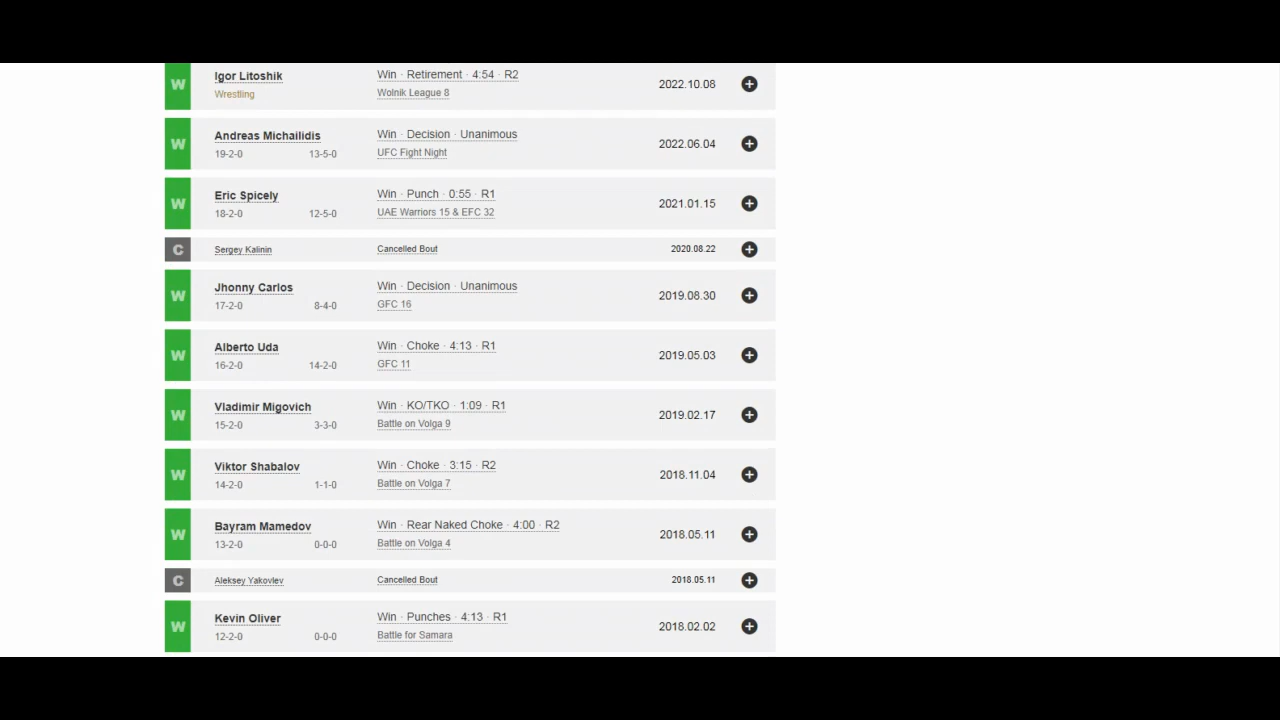 W
Igor Litoshik
Win · Retirement · 4:54 · R2
2022.10.08
Wrestling
Wolnik League 8
W
Andreas Michailidis
Win · Decision · Unanimous
2022.06.04
19-2-0 13-5-0
UFC Fight Night
W
Eric Spicely
Win · Punch · 0:55 · R1
2021.01.15
18-2-0 12-5-0
UAE Warriors 15 & EFC 32
C
Sergey Kalinin
Cancelled Bout
2020.08.22
W
Jhonny Carlos
Win · Decision · Unanimous
2019.08.30
17-2-0 8-4-0
GFC 16
W
Alberto Uda
Win · Choke · 4:13 · R1
2019.05.03
16-2-0 14-2-0
GFC 11
W
Vladimir Migovich
Win · KO/TKO · 1:09 · R1
2019.02.17
15-2-0 3-3-0
Battle on Volga 9
W
Viktor Shabalov
Win · Choke · 3:15 · R2
2018.11.04
14-2-0 1-1-0
Battle on Volga 7
W
Bayram Mamedov
Win · Rear Naked Choke · 4:00 · R2
2018.05.11
13-2-0 0-0-0
Battle on Volga 4
C
Aleksey Yakovlev
Cancelled Bout
2018.05.11
W
Kevin Oliver
Win · Punches · 4:13 · R1
2018.02.02
12-2-0 0-0-0
Battle for Samara